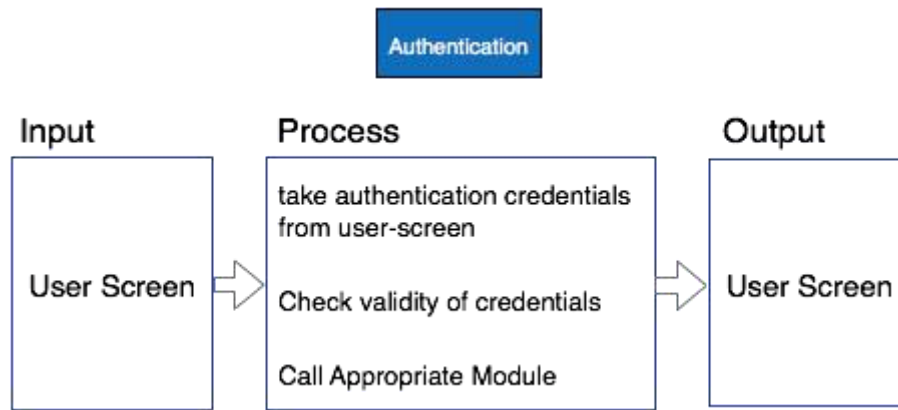 Authentication
Input
Process
Output
User Screen
take authentication credentials
from user-screen
Check validity of credentials
Call Appropriate Module
User Screen